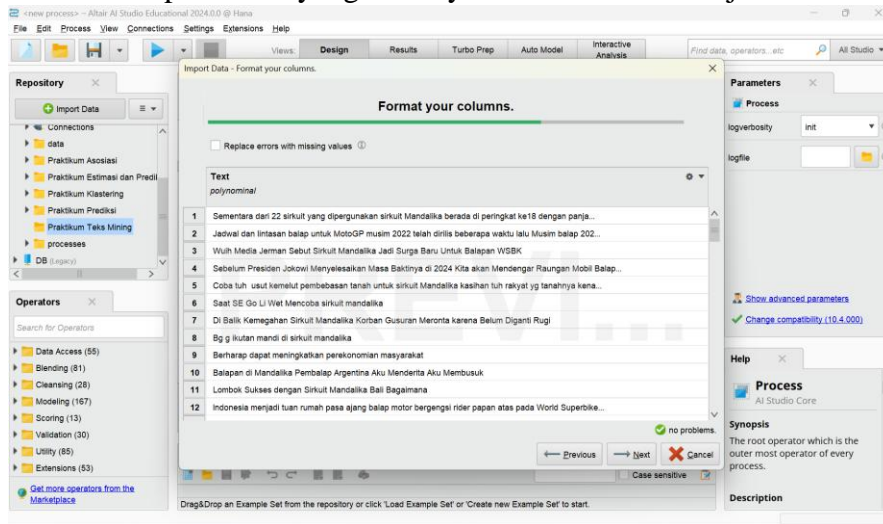 <new process> – Altair AI Studio Educational 2024.0.0 @ Hana
File Edit Process View Connections Settings Extensions Help
Views: Design Results Turbo Prep Auto Model Interactive Analysis
Find data, operators...etc
All Studio
Repository
Import Data
Connections
data
Praktikum Asosiasi
Praktikum Estimasi dan Predil
Praktikum Klastering
Praktikum Prediksi
Praktikum Teks Mining
processes
DB (Legacy)
Operators
Search for Operators
Data Access (55)
Blending (81)
Cleansing (28)
Modeling (167)
Scoring (13)
Validation (30)
Utility (85)
Extensions (53)
Get more operators from the
Marketplace
Import Data - Format your columns.
Format your columns.
Replace errors with missing values
Text
polynominal
1 Sementara dari 22 sirkuit yang dipergunakan sirkuit Mandalika berada di peringkat ke18 dengan panja...
2 Jadwal dan lintasan balap untuk MotoGP musim 2022 telah dirilis beberapa waktu lalu Musim balap 202...
3 Wuih Media Jerman Sebut Sirkuit Mandalika Jadi Surga Baru Untuk Balapan WSBK
4 Sebelum Presiden Jokowi Menyelesaikan Masa Baktinya di 2024 Kita akan Mendengar Raungan Mobil Balap...
5 Coba tuh usut kemelut pembebasan tanah untuk sirkuit Mandalika kasihan tuh rakyat yg tanahnya kena...
6 Saat SE Go Li Wet Mencoba sirkuit mandalika
7 Di Balik Kemegahan Sirkuit Mandalika Korban Gusuran Meronta karena Belum Diganti Rugi
8 Bg g ikutan mandi di sirkuit mandalika
9 Berharap dapat meningkatkan perekonomian masyarakat
10 Balapan di Mandalika Pembalap Argentina Aku Menderita Aku Membusuk
11 Lombok Sukses dengan Sirkuit Mandalika Bali Bagaimana
12 Indonesia menjadi tuan rumah pasa ajang balap motor bergengsi rider papan atas pada World Superbike...
PREVI...
no problems.
Previous Next Cancel
Case sensitive
Drag&Drop an Example Set from the repository or click 'Load Example Set' or 'Create new Example Set' to start.
Parameters
Process
logverbosity init
logfile
Show advanced parameters
Change compatibility (10.4.000)
Help
Process
AI Studio Core
Synopsis
The root operator which is the
outer most operator of every
process.
Description